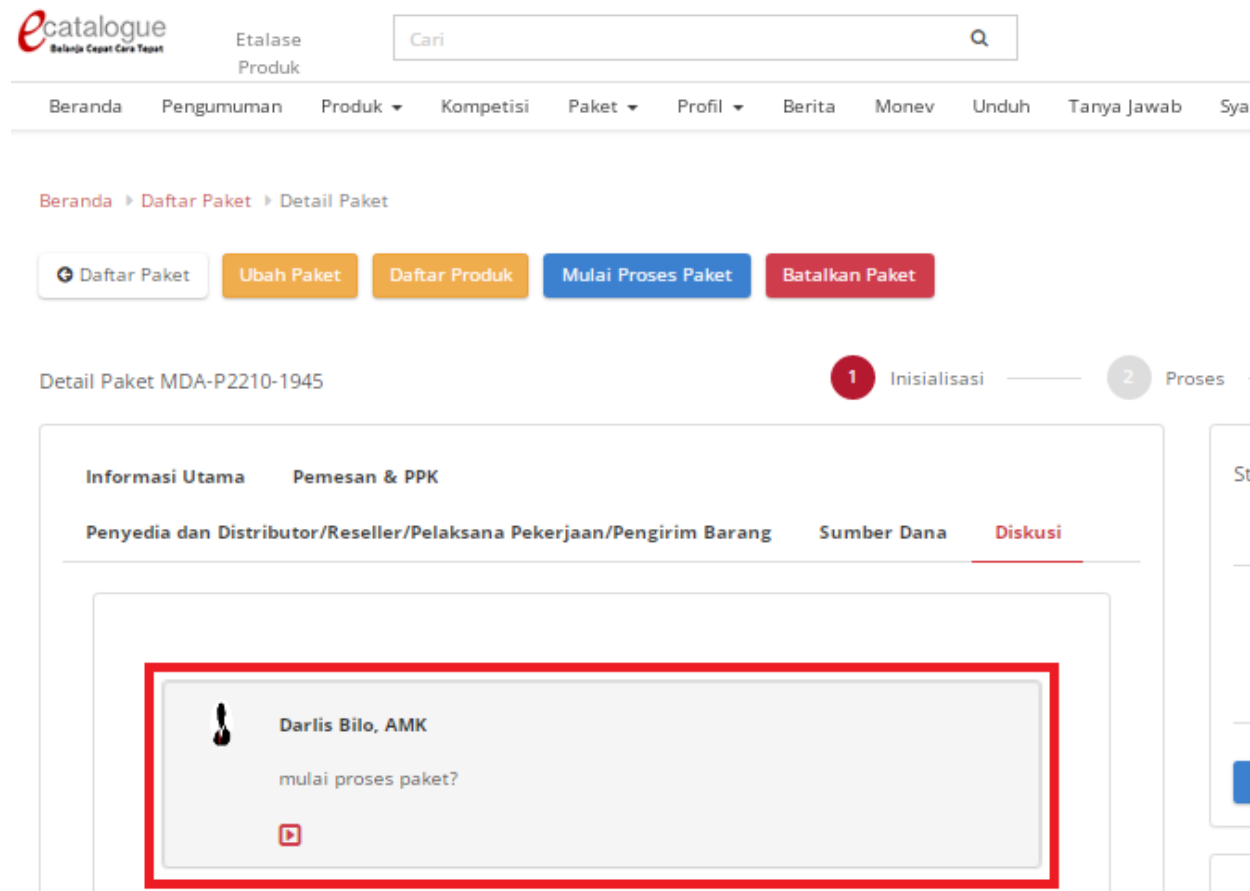 ecatalogue
Belanja Cepat Cara Tepat
Etalase
Produk
Cari
Beranda Pengumuman Produk Kompetisi Paket Profil Berita Monev Unduh Tanya Jawab Sya
Beranda Daftar Paket Detail Paket
Daftar Paket Ubah Paket Daftar Produk Mulai Proses Paket Batalkan Paket
Detail Paket MDA-P2210-1945
1 Inisialisasi 2 Proses
Informasi Utama Pemesan & PPK
St
Penyedia dan Distributor/Reseller/Pelaksana Pekerjaan/Pengirim Barang Sumber Dana Diskusi
Darlis Bilo, AMK
mulai proses paket?